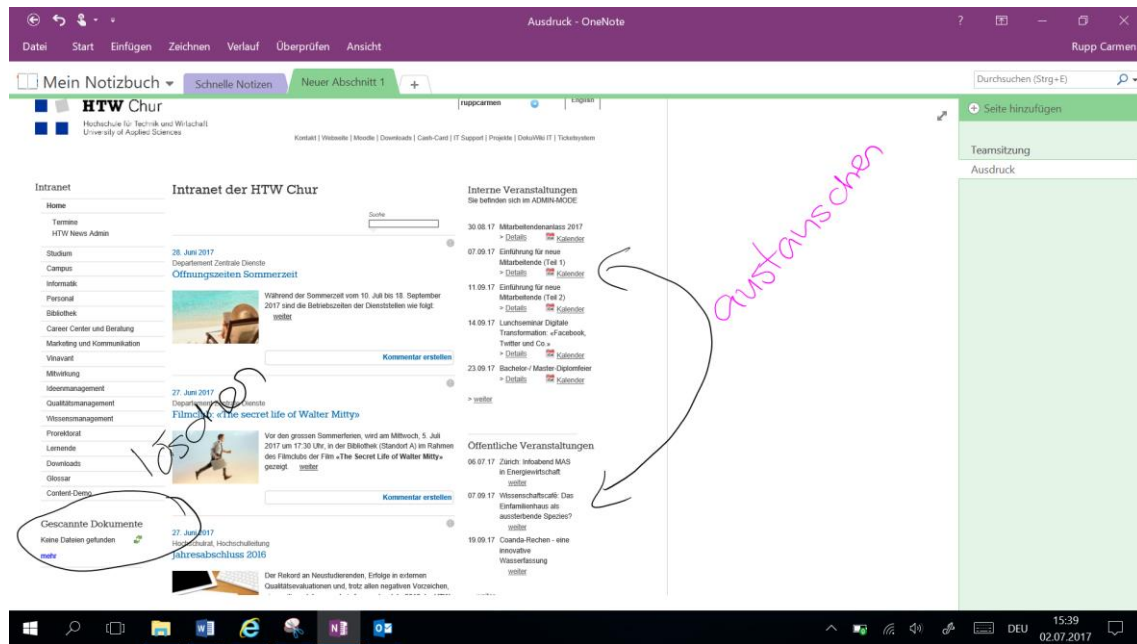 Ausdruck - OneNote
Rupp Carmen
Datei Start Einfügen Zeichnen Verlauf Überprüfen Ansicht
Mein Notizbuch Schnelle Notizen Neuer Abschnitt 1
Durchsuchen (Strg+E)
Seite hinzufügen
Teamsitzung
Ausdruck
HTW Chur
Hochschule für Technik und Wirtschaft
University of Applied Sciences
ruppcarmen English
Kontakt | Webseite | Moodle | Downloads | Cash-Card | IT Support | Projekte | DokuWiki IT | Ticketsystem
Intranet
Home
Termine
HTW News Admin
Studium
Campus
Informatik
Personal
Bibliothek
Career Center und Beratung
Marketing und Kommunikation
Vinavant
Mitwirkung
Ideenmanagement
Qualitätsmanagement
Wissensmanagement
Prorektorat
Lernende
Downloads
Glossar
Content-Demo
löschen
Gescannte Dokumente
Keine Dateien gefunden
mehr
Intranet der HTW Chur
Suche
28. Juni 2017
Departement Zentrale Dienste
Öffnungszeiten Sommerzeit
Während der Sommerzeit vom 10. Juli bis 18. September
2017 sind die Betriebszeiten der Dienststellen wie folgt:
weiter
Kommentar erstellen
27. Juni 2017
Departement Zentrale Dienste
Filmclub: «The secret life of Walter Mitty»
Vor den grossen Sommerferien, wird am Mittwoch, 5. Juli
2017 um 17:30 Uhr, in der Bibliothek (Standort A) im Rahmen
des Filmclubs der Film «The Secret Life of Walter Mitty»
gezeigt. weiter
Kommentar erstellen
27. Juni 2017
Hochschulrat, Hochschulleitung
Jahresabschluss 2016
Der Rekord an Neustudierenden, Erfolge in externen
Qualitätsevaluationen und, trotz allen negativen Vorzeichen,
Interne Veranstaltungen
Sie befinden sich im ADMIN-MODE
30.08.17 Mitarbeitendenanlass 2017
> Details Kalender
07.09.17 Einführung für neue
Mitarbeitende (Teil 1)
> Details Kalender
11.09.17 Einführung für neue
Mitarbeitende (Teil 2)
> Details Kalender
14.09.17 Lunchseminar Digitale
Transformation: «Facebook,
Twitter und Co.»
> Details Kalender
23.09.17 Bachelor-/ Master-Diplomfeier
> Details Kalender
> weiter
Öffentliche Veranstaltungen
06.07.17 Zürich: Infoabend MAS
in Energiewirtschaft
weiter
07.09.17 Wissenschaftscafé: Das
Einfamilienhaus als
aussterbende Spezies?
weiter
19.09.17 Coanda-Rechen - eine
innovative
Wasserfassung
weiter
austauschen
DEU
15:39
02.07.2017